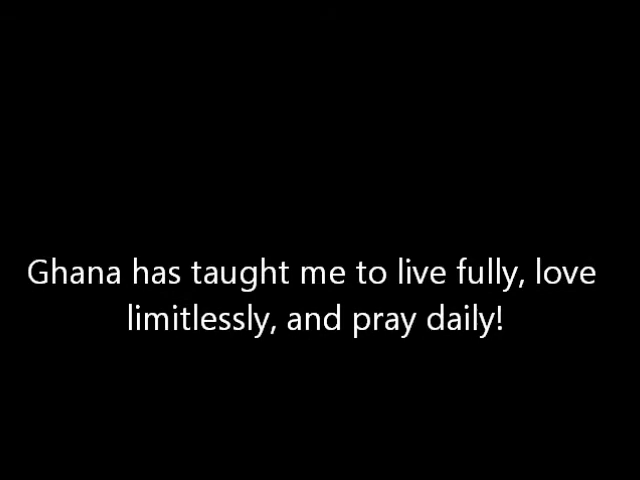 Ghana has taught me to live fully, love
limitlessly, and pray daily!